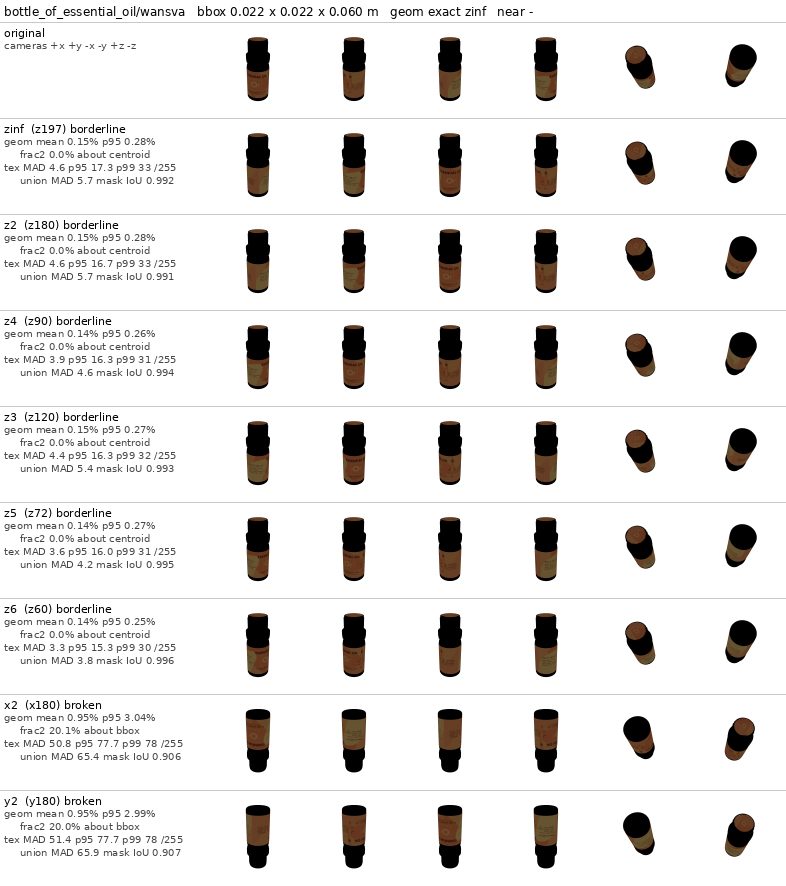 bottle_of_essential_oil/wansva bbox 0.022 x 0.022 x 0.060 m geom exact zinf near -
original
cameras +x +y -x -y +z -z
zinf (z197) borderline
geom mean 0.15% p95 0.28%
frac2 0.0% about centroid
tex MAD 4.6 p95 17.3 p99 33 /255
union MAD 5.7 mask IoU 0.992
z2 (z180) borderline
geom mean 0.15% p95 0.28%
frac2 0.0% about centroid
tex MAD 4.6 p95 16.7 p99 33 /255
union MAD 5.7 mask IoU 0.991
z4 (z90) borderline
geom mean 0.14% p95 0.26%
frac2 0.0% about centroid
tex MAD 3.9 p95 16.3 p99 31 /255
union MAD 4.6 mask IoU 0.994
z3 (z120) borderline
geom mean 0.15% p95 0.27%
frac2 0.0% about centroid
tex MAD 4.4 p95 16.3 p99 32 /255
union MAD 5.4 mask IoU 0.993
z5 (z72) borderline
geom mean 0.14% p95 0.27%
frac2 0.0% about centroid
tex MAD 3.6 p95 16.0 p99 31 /255
union MAD 4.2 mask IoU 0.995
z6 (z60) borderline
geom mean 0.14% p95 0.25%
frac2 0.0% about centroid
tex MAD 3.3 p95 15.3 p99 30 /255
union MAD 3.8 mask IoU 0.996
x2 (x180) broken
geom mean 0.95% p95 3.04%
frac2 20.1% about bbox
tex MAD 50.8 p95 77.7 p99 78 /255
union MAD 65.4 mask IoU 0.906
y2 (y180) broken
geom mean 0.95% p95 2.99%
frac2 20.0% about bbox
tex MAD 51.4 p95 77.7 p99 78 /255
union MAD 65.9 mask IoU 0.907